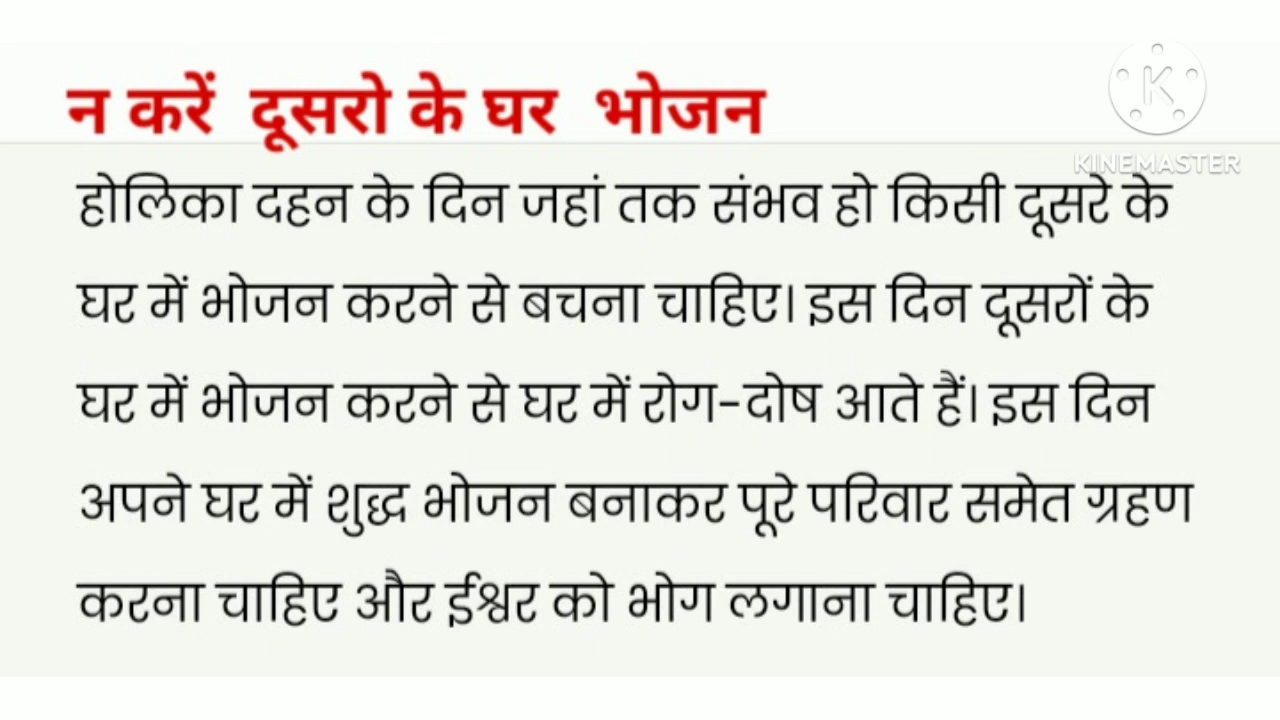 न करें दूसरो के घर भोजन
KINEMASTER
होलिका दहन के दिन जहां तक संभव हो किसी दूसरे के
घर में भोजन करने से बचना चाहिए। इस दिन दूसरों के
घर में भोजन करने से घर में रोग-दोष आते हैं। इस दिन
अपने घर में शुद्ध भोजन बनाकर पूरे परिवार समेत ग्रहण
करना चाहिए और ईश्वर को भोग लगाना चाहिए।